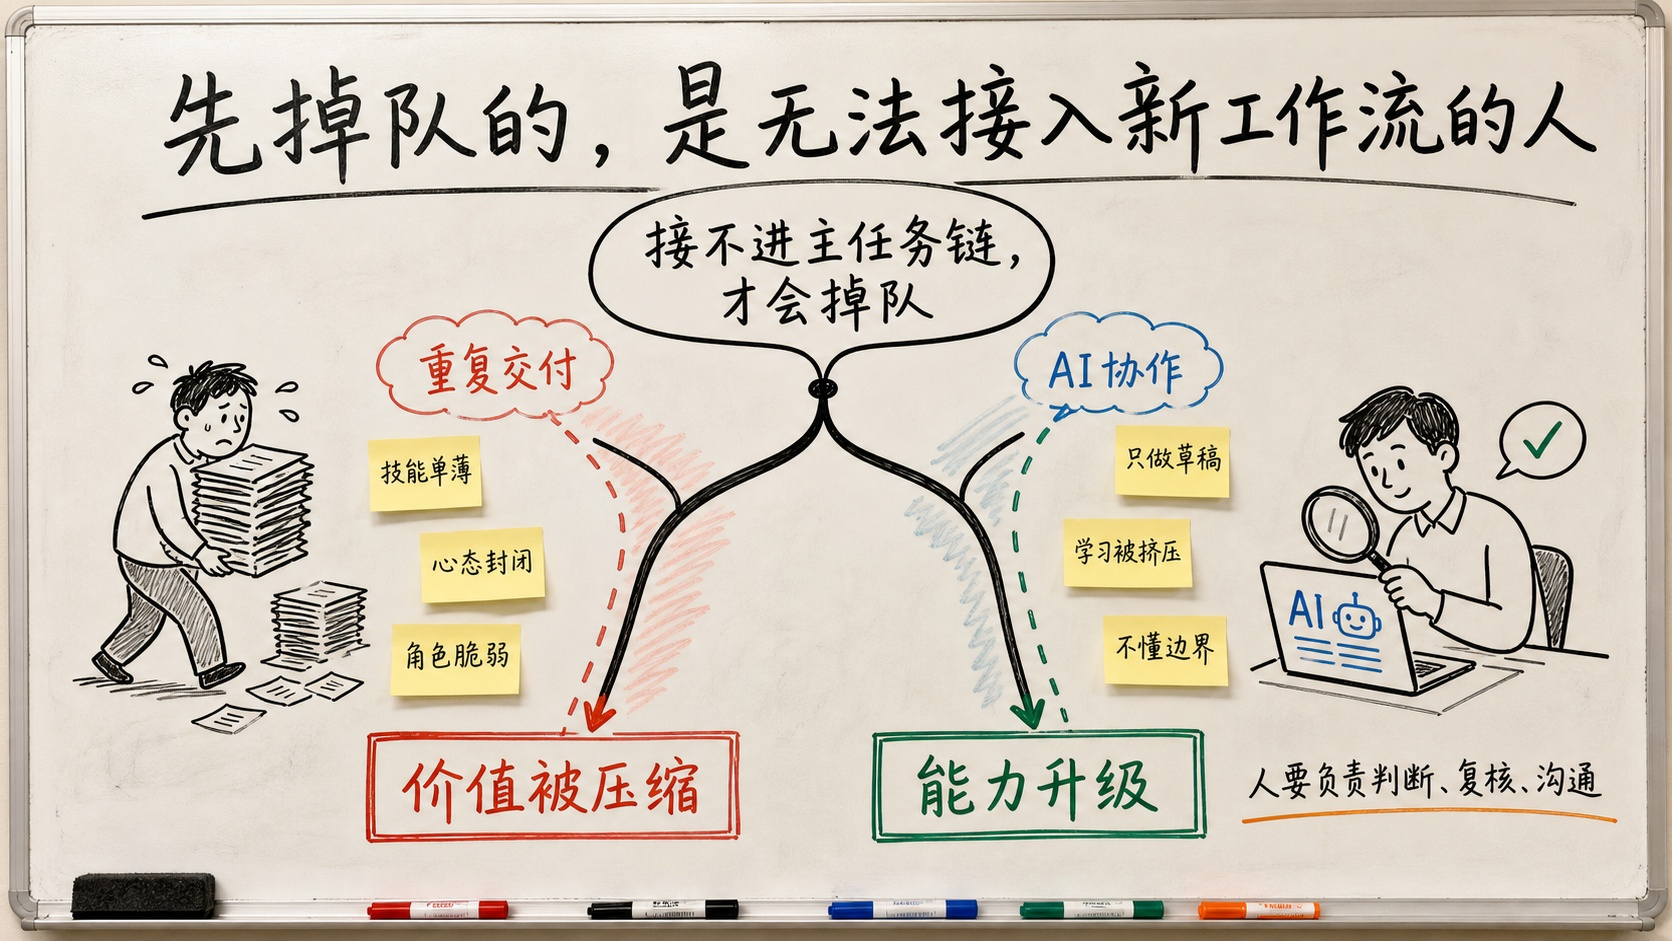 先掉队的，是无法接入新工作流的人
接不进主任务链，
才会掉队
重复交付
技能单薄
心态封闭
角色脆弱
价值被压缩
AI协作
只做草稿
学习被挤压
不懂边界
能力升级
AI
人要负责判断、复核、沟通